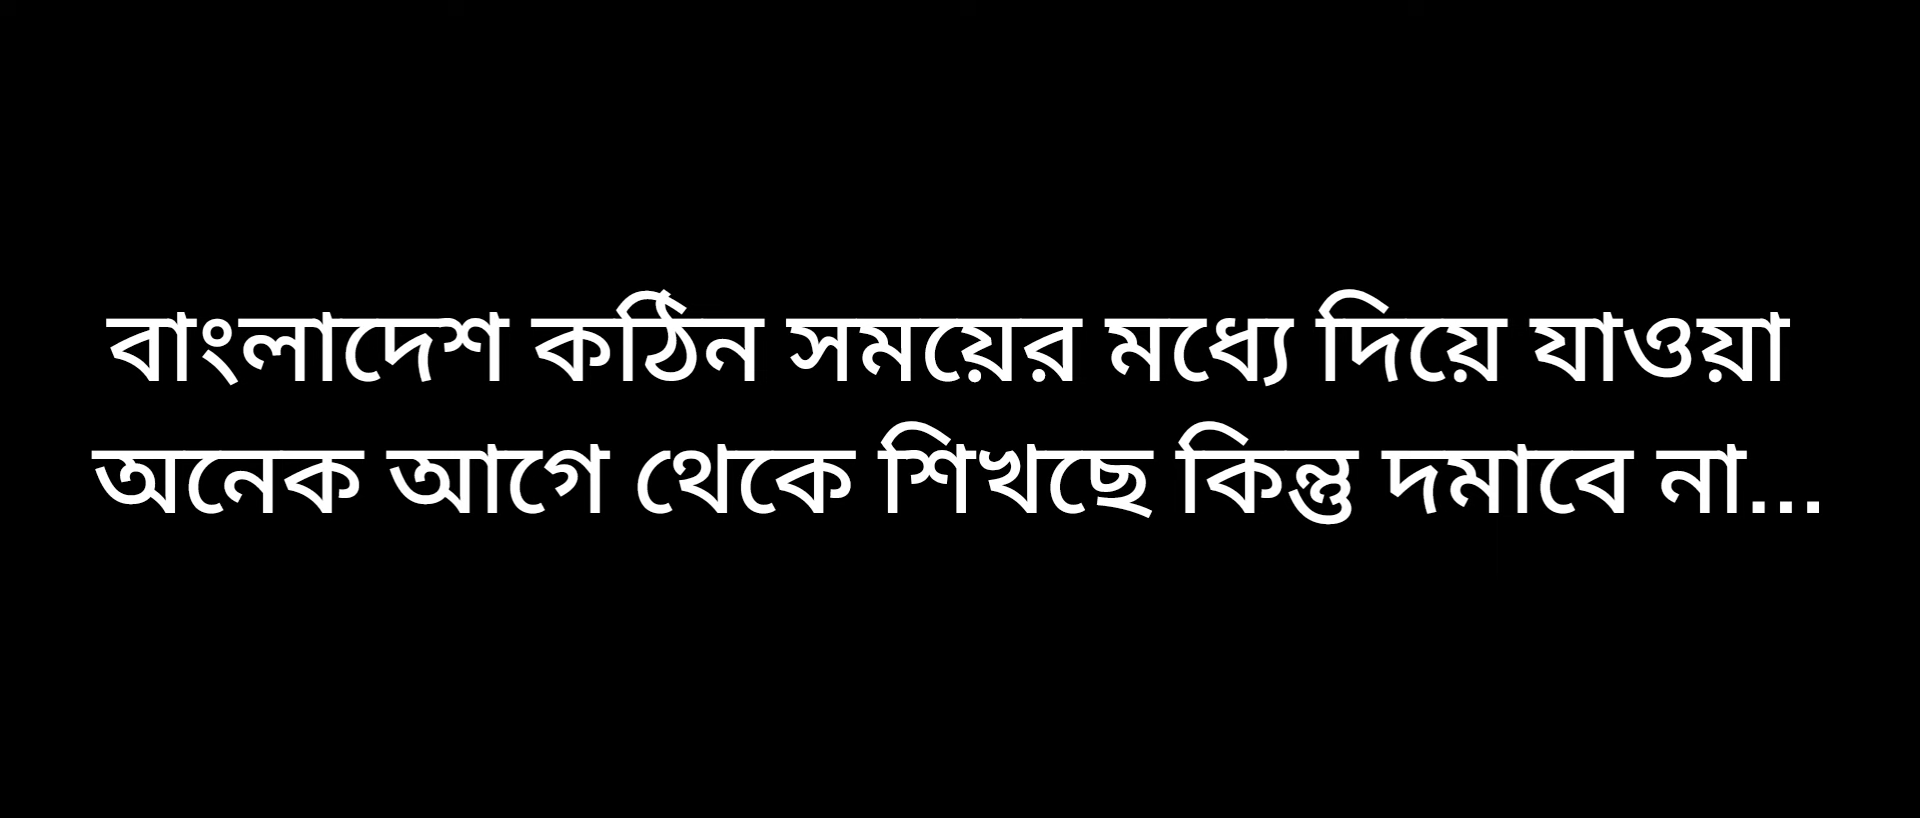 বাংলাদেশ কঠিন সময়ের মধ্যে দিয়ে যাওয়া
অনেক আগে থেকে শিখছে কিন্তু দমাবে না...